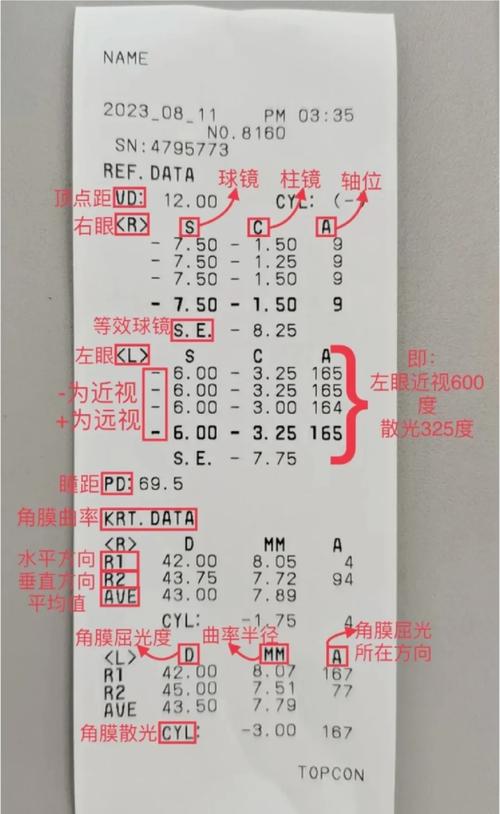 NAME
2023_08_11 PM 03:35
NO.8160
SN:4795773
REF.DATA
球镜 柱镜 轴位
顶点距 VD: 12.00 CYL: (-
右眼 <R> S C A
- 7.50 - 1.50 9
- 7.50 - 1.25 9
- 7.50 - 1.50 9
- 7.50 - 1.50 9
等效球镜 S.E. - 8.25
左眼 <L> S C A
- 6.00 - 3.25 165
- 6.00 - 3.25 165
- 6.00 - 3.00 164
- 6.00 - 3.25 165
-为近视
+为远视
即：
左眼近视600
度
散光325度
S.E. - 7.75
瞳距 PD: 69.5
角膜曲率 KRT.DATA
<R> D MM A
水平方向 R1 42.00 8.05 4
垂直方向 R2 43.75 7.72 94
平均值 AVE 43.00 7.89
CYL: -1.75 4
角膜屈光度 曲率半径 角膜屈光
所在方向
<L> D MM A
R1 42.00 8.07 167
R2 45.00 7.51 77
AVE 43.50 7.79
角膜散光 CYL: -3.00 167
TOPCON